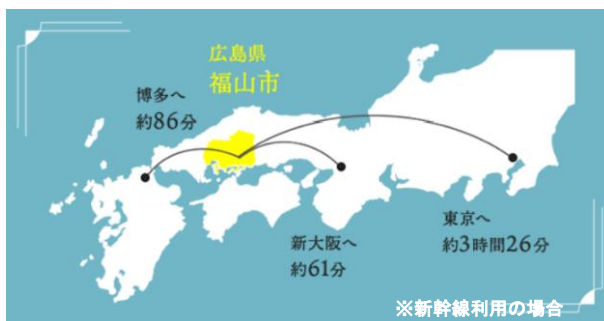 広島県
福山市
博多へ
約86分
新大阪へ
約61分
東京へ
約3時間26分
※新幹線利用の場合